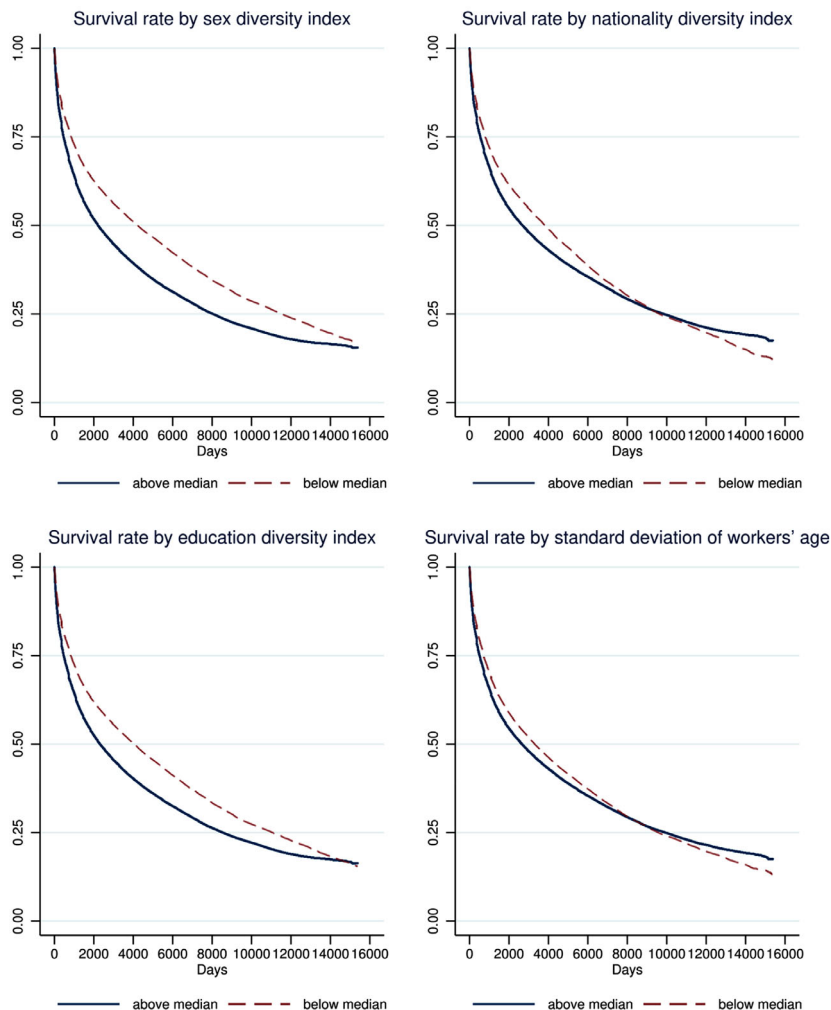 Survival rate by sex diversity index
1.00
0.75
0.50
0.25
0.00
0 2000 4000 6000 8000 10000 12000 14000 16000
Days
above median below median
Survival rate by nationality diversity index
1.00
0.75
0.50
0.25
0.00
0 2000 4000 6000 8000 10000 12000 14000 16000
Days
above median below median
Survival rate by education diversity index
1.00
0.75
0.50
0.25
0.00
0 2000 4000 6000 8000 10000 12000 14000 16000
Days
above median below median
Survival rate by standard deviation of workers' age
1.00
0.75
0.50
0.25
0.00
0 2000 4000 6000 8000 10000 12000 14000 16000
Days
above median below median